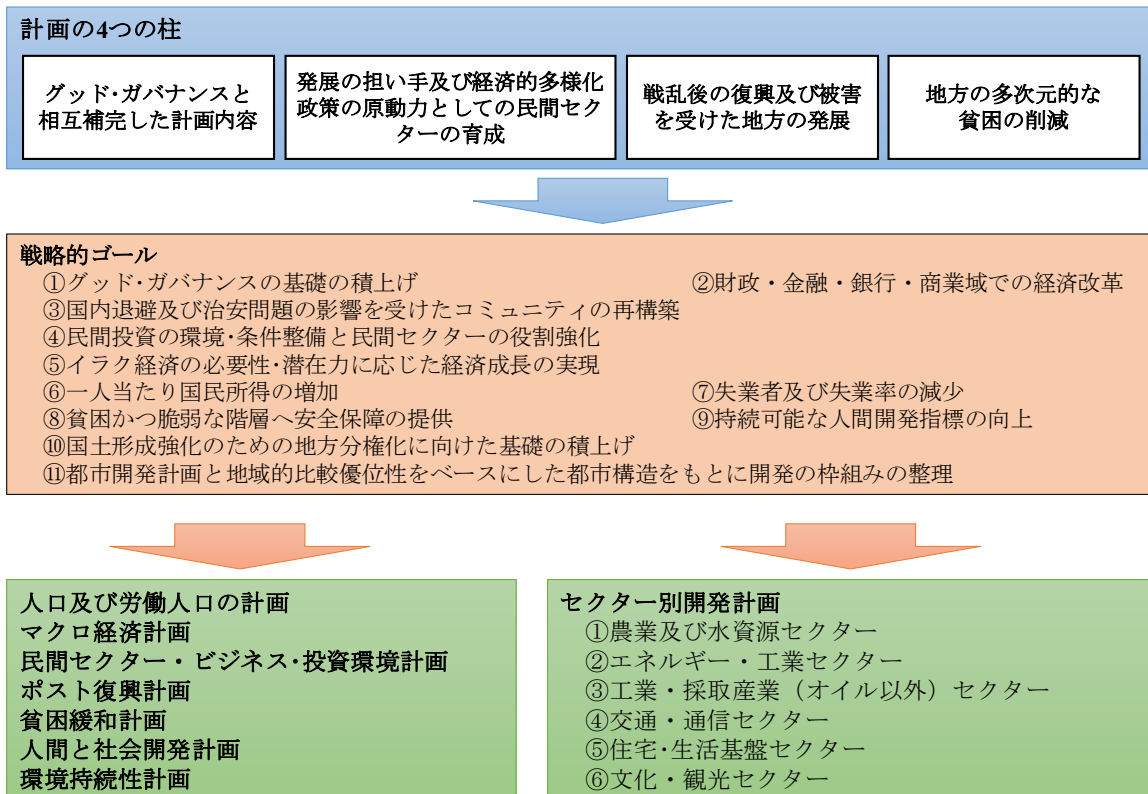 計画の4つの柱
グッド･ガバナンスと
相互補完した計画内容
発展の担い手及び経済的多様化
政策の原動力としての民間セク
ターの育成
戦乱後の復興及び被害
を受けた地方の発展
地方の多次元的な
貧困の削減
戦略的ゴール
①グッド･ガバナンスの基礎の積上げ ②財政・金融・銀行・商業域での経済改革
③国内退避及び治安問題の影響を受けたコミュニティの再構築
④民間投資の環境･条件整備と民間セクターの役割強化
⑤イラク経済の必要性･潜在力に応じた経済成長の実現
⑥一人当たり国民所得の増加 ⑦失業者及び失業率の減少
⑧貧困かつ脆弱な階層へ安全保障の提供 ⑨持続可能な人間開発指標の向上
⑩国土形成強化のための地方分権化に向けた基礎の積上げ
⑪都市開発計画と地域的比較優位性をベースにした都市構造をもとに開発の枠組みの整理
人口及び労働人口の計画
マクロ経済計画
民間セクター・ビジネス･投資環境計画
ポスト復興計画
貧困緩和計画
人間と社会開発計画
環境持続性計画
セクター別開発計画
①農業及び水資源セクター
②エネルギー・工業セクター
③工業・採取産業（オイル以外）セクター
④交通・通信セクター
⑤住宅･生活基盤セクター
⑥文化・観光セクター